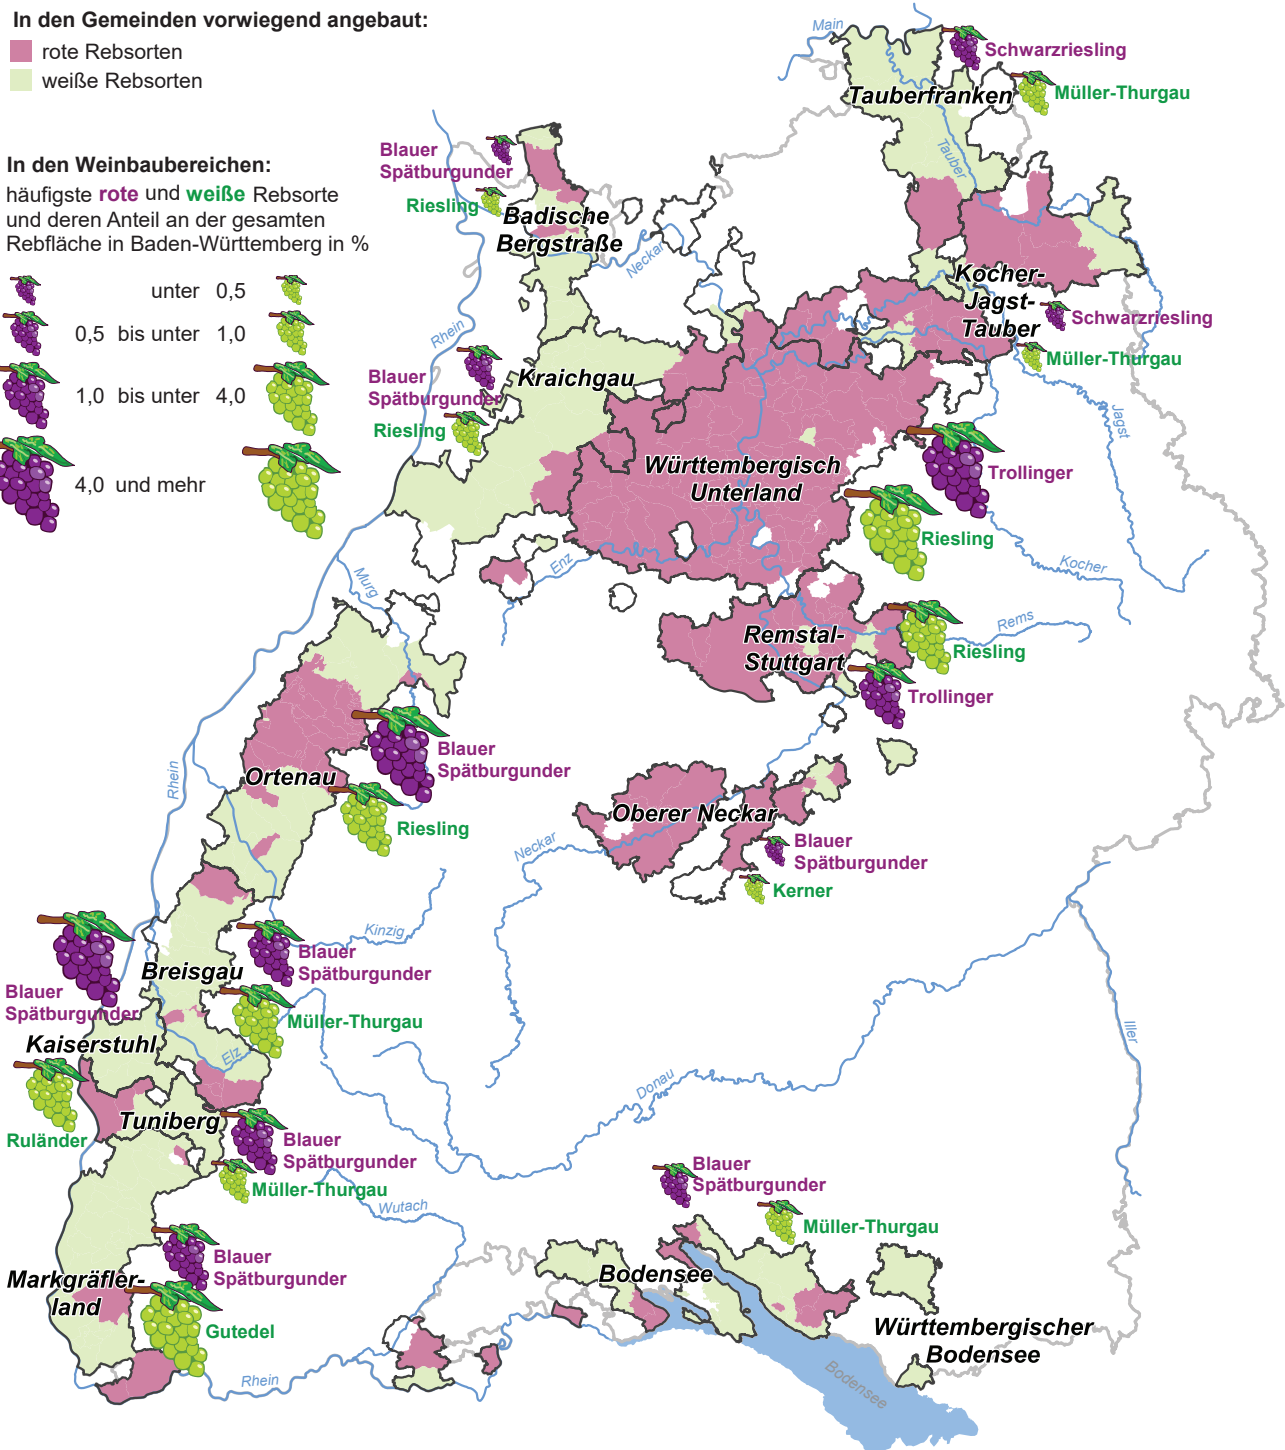 In den Gemeinden vorwiegend angebaut:
rote Rebsorten
weiße Rebsorten
In den Weinbaubereichen:
häufigste rote und weiße Rebsorte
und deren Anteil an der gesamten
Rebfläche in Baden-Württemberg in %
unter 0,5
0,5 bis unter 1,0
1,0 bis unter 4,0
4,0 und mehr
Main
Schwarzriesling
Tauberfranken
Müller-Thurgau
Tauber
Blauer
Spätburgunder
Riesling
Badische
Bergstraße
Neckar
Kocher-
Jagst-
Tauber
Schwarzriesling
Müller-Thurgau
Rhein
Blauer
Spätburgunder
Riesling
Kraichgau
Jagst
Württembergisch
Unterland
Trollinger
Riesling
Kocher
Enz
Murg
Rems
Remstal-
Stuttgart
Riesling
Trollinger
Rhein
Ortenau
Blauer
Spätburgunder
Riesling
Oberer Neckar
Neckar
Blauer
Spätburgunder
Kerner
Kinzig
Breisgau
Blauer
Spätburgunder
Müller-Thurgau
Blauer
Spätburgunder
Kaiserstuhl
Elz
Ruländer
Tuniberg
Blauer
Spätburgunder
Müller-Thurgau
Donau
Iller
Wutach
Blauer
Spätburgunder
Müller-Thurgau
Markgräfler-
land
Blauer
Spätburgunder
Gutedel
Rhein
Bodensee
Württembergischer
Bodensee
Bodensee